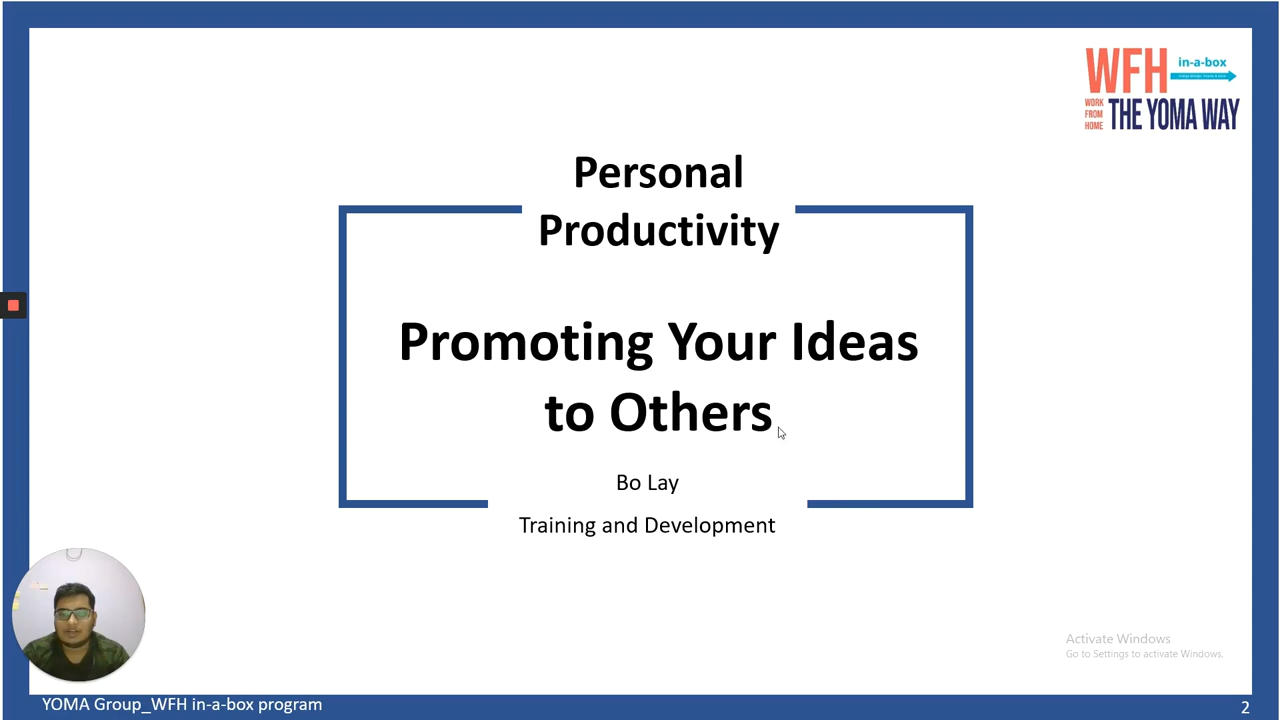 WFH in-a-box
WORK FROM HOME THE YOMA WAY
Personal
Productivity
Promoting Your Ideas
to Others
Bo Lay
Training and Development
Activate Windows
Go to Settings to activate Windows.
YOMA Group_WFH in-a-box program
2